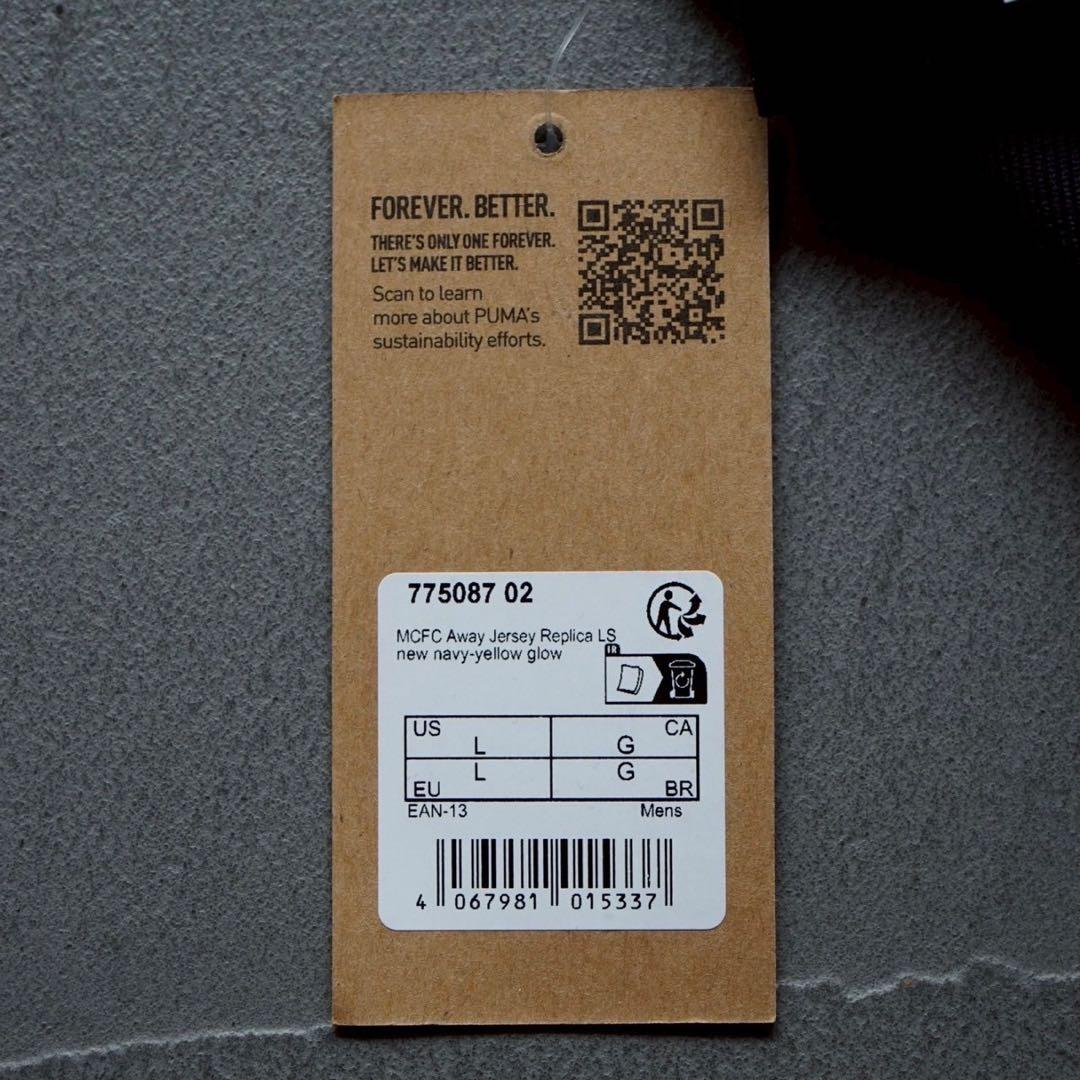 FOREVER. BETTER.
THERE'S ONLY ONE FOREVER.
LET'S MAKE IT BETTER.
Scan to learn
more about PUMA's
sustainability efforts.
775087 02
MCFC Away Jersey Replica LS
new navy-yellow glow
FR
US L G CA
EU L G BR
EAN-13 Mens
4 067981 015337